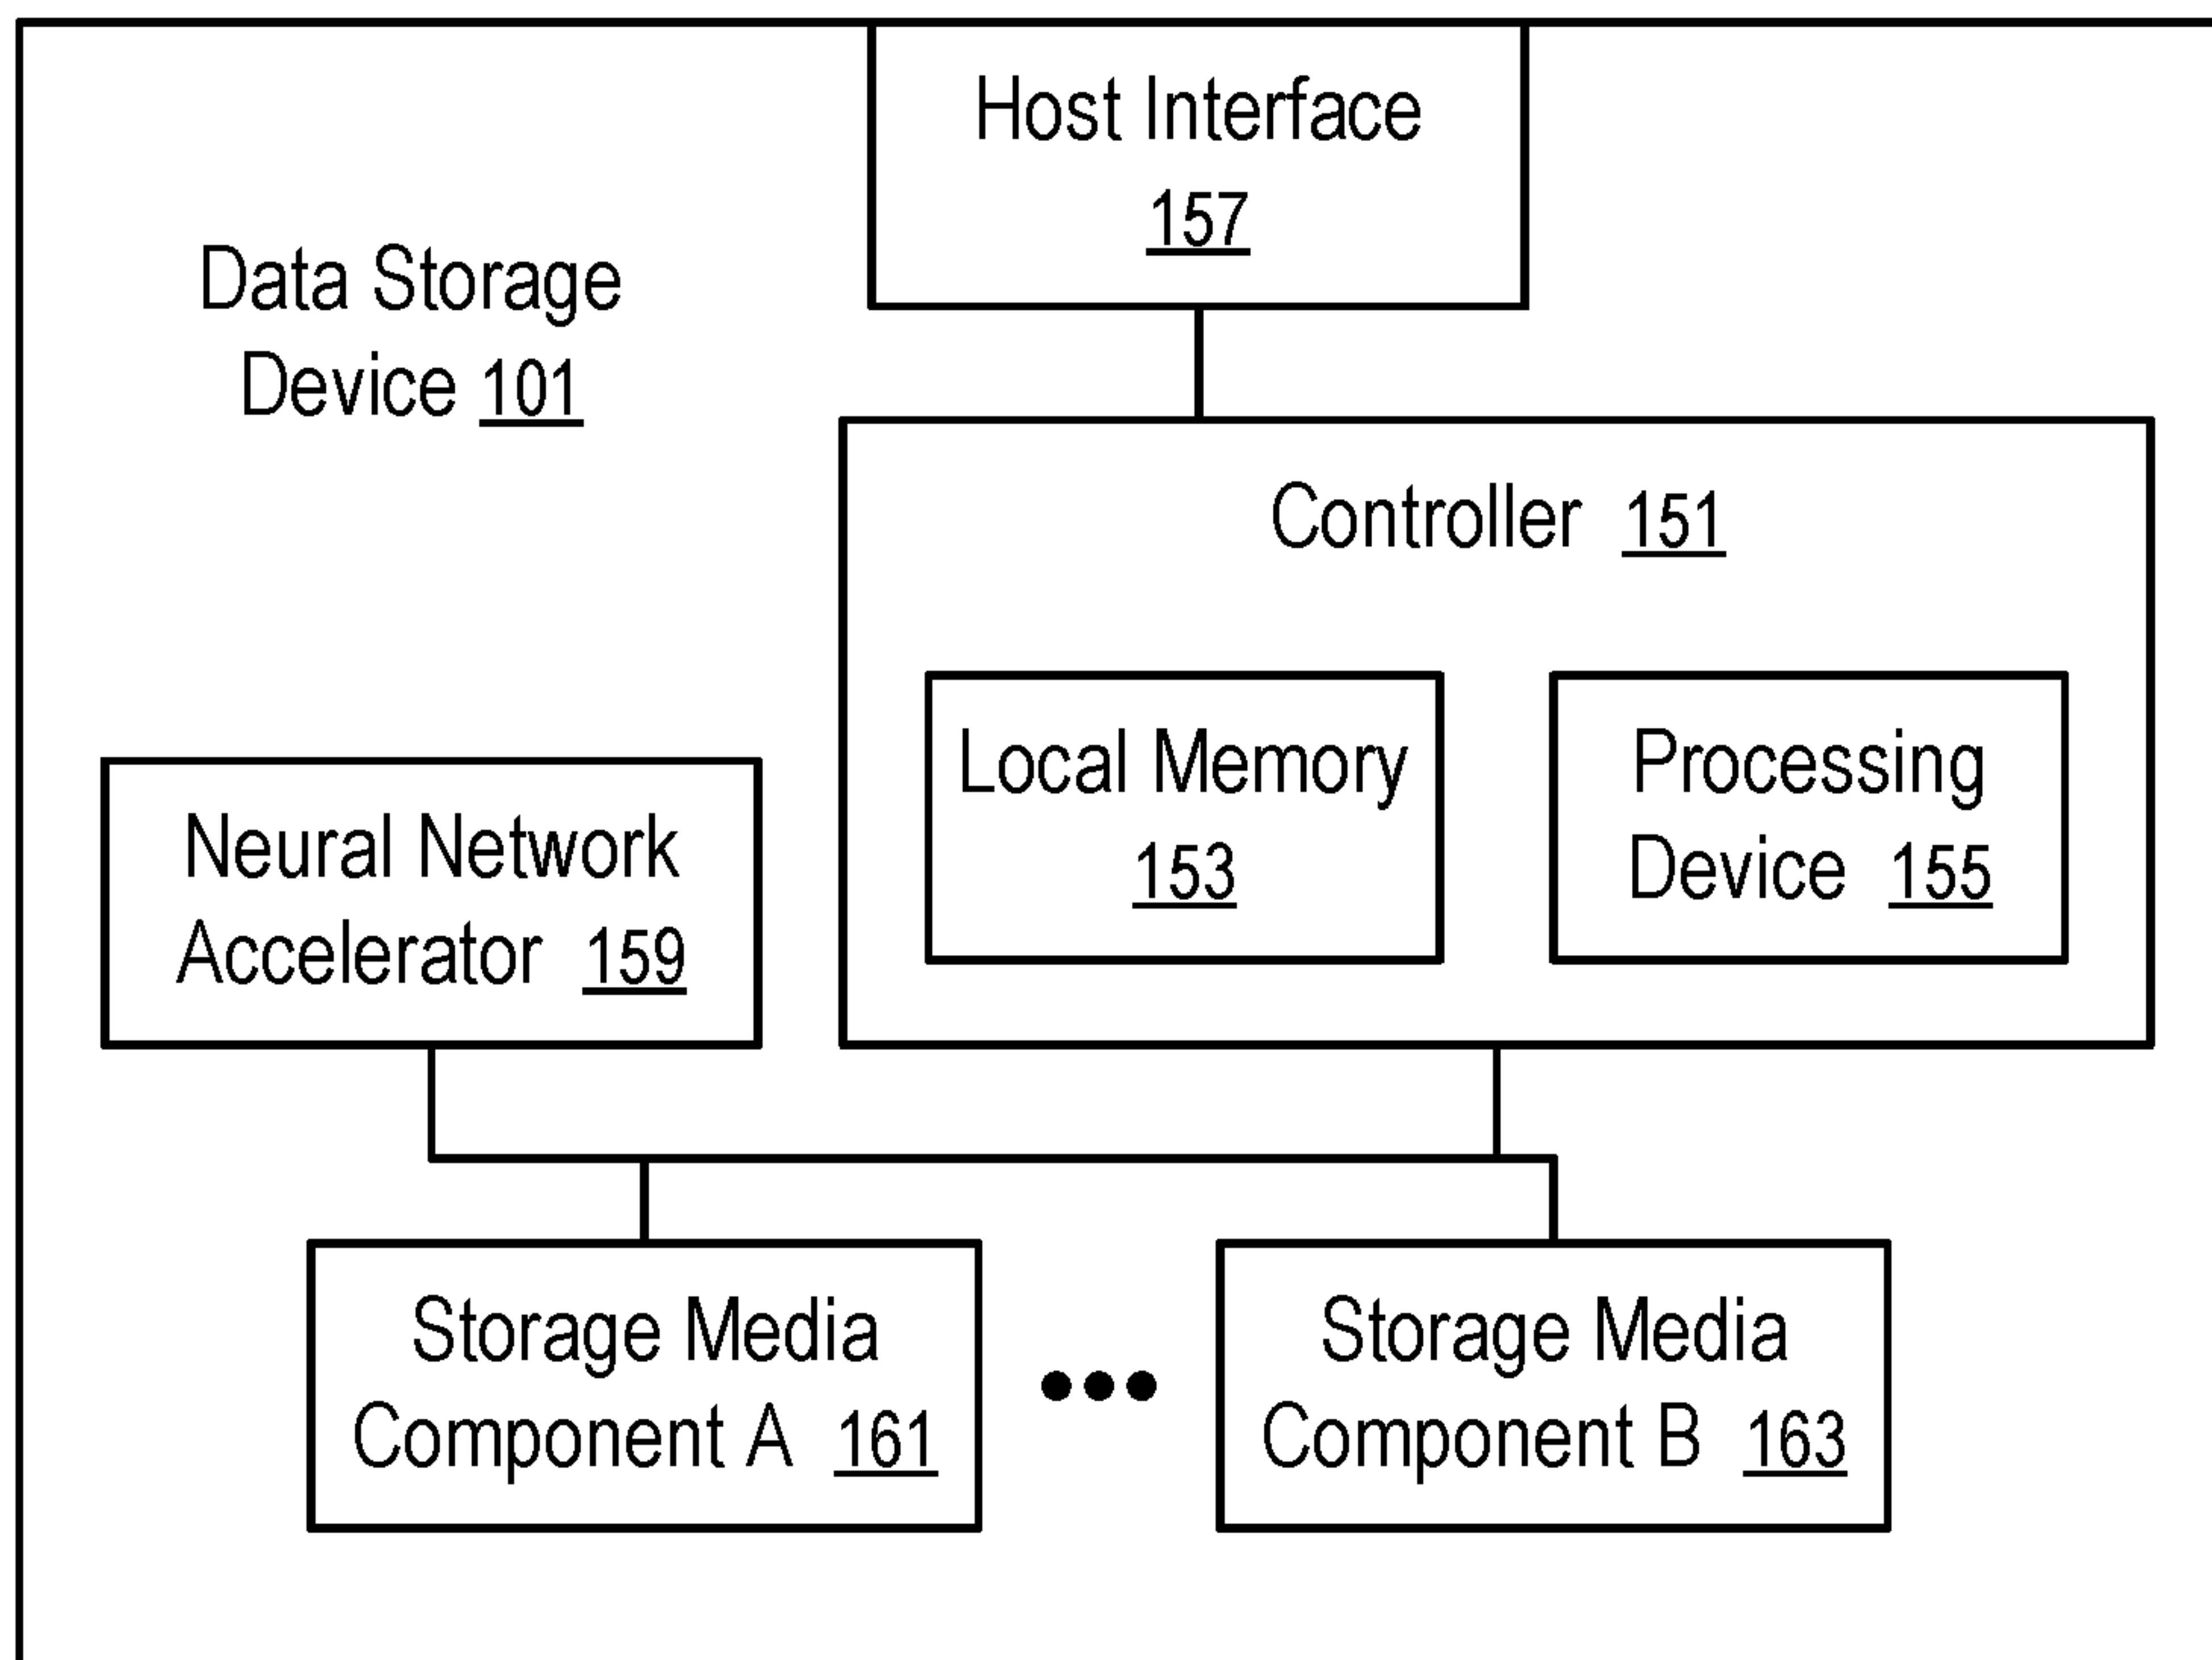 Host Interface
157
Data Storage
Device 101
Controller 151
Local Memory
153
Processing
Device 155
Neural Network
Accelerator 159
Storage Media
Component A 161
Storage Media
Component B 163